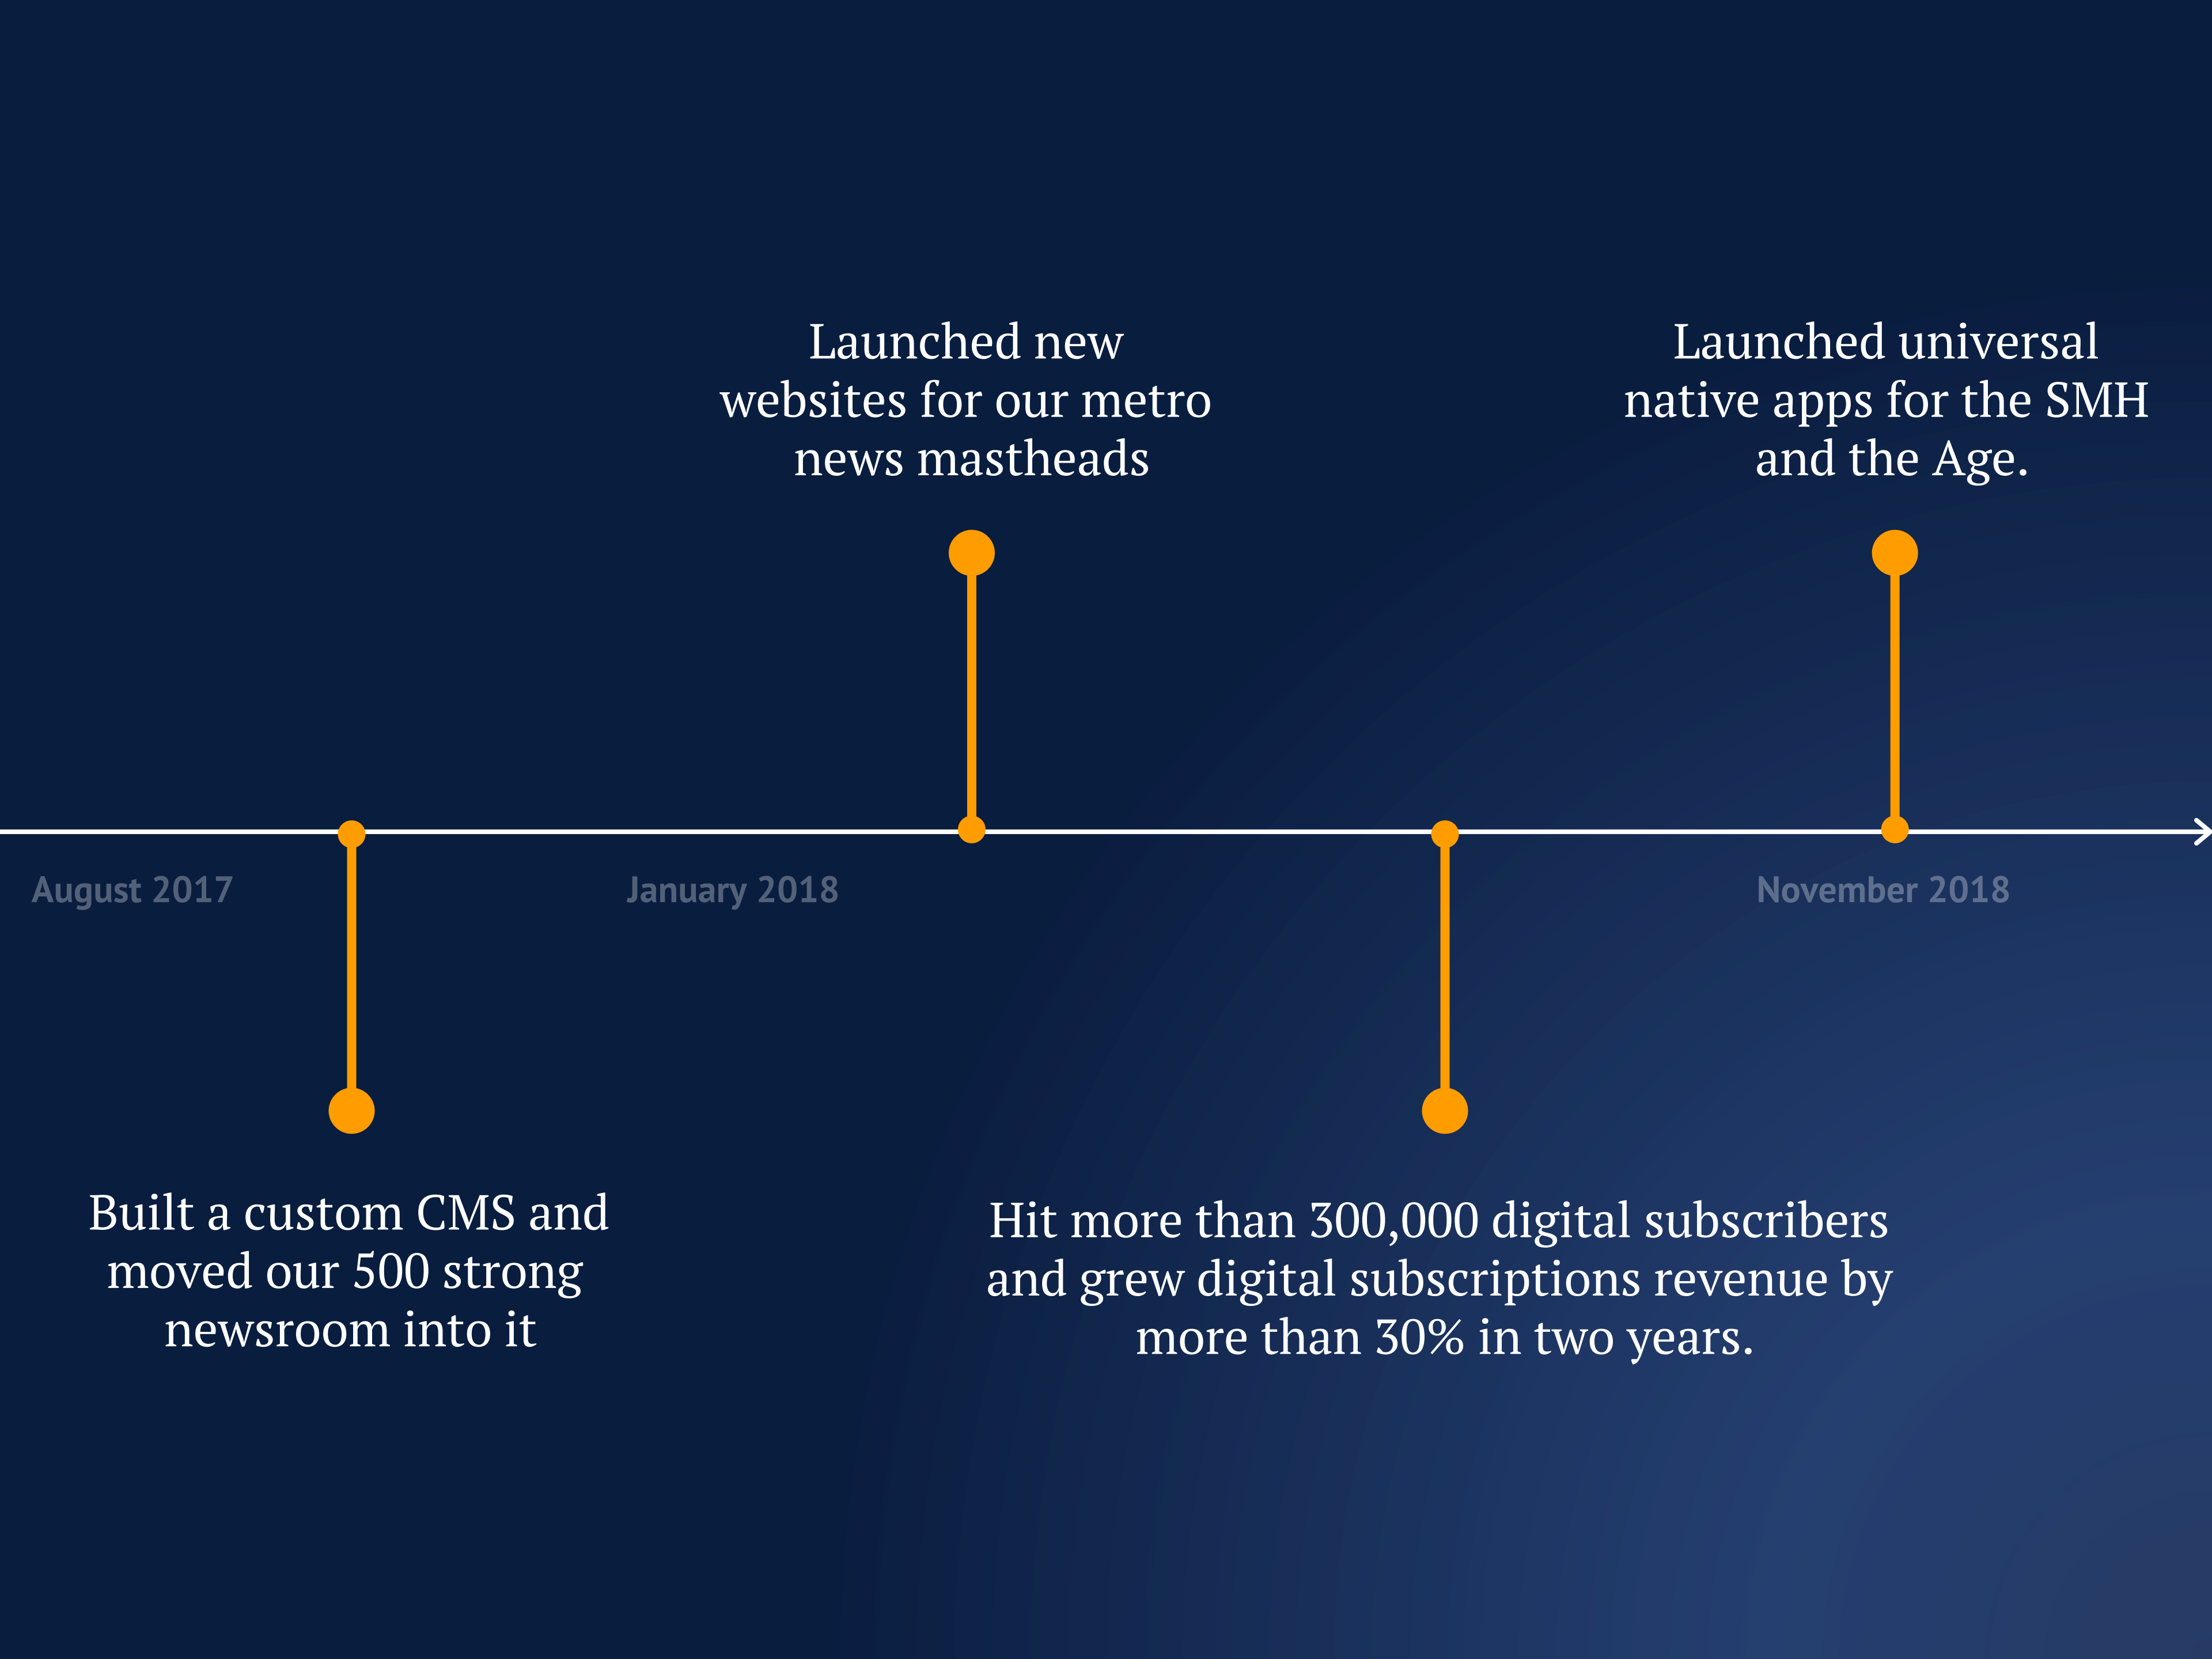 Launched new
websites for our metro
news mastheads
Launched universal
native apps for the SMH
and the Age.
August 2017
January 2018
November 2018
Built a custom CMS and
moved our 500 strong
newsroom into it
Hit more than 300,000 digital subscribers
and grew digital subscriptions revenue by
more than 30% in two years.